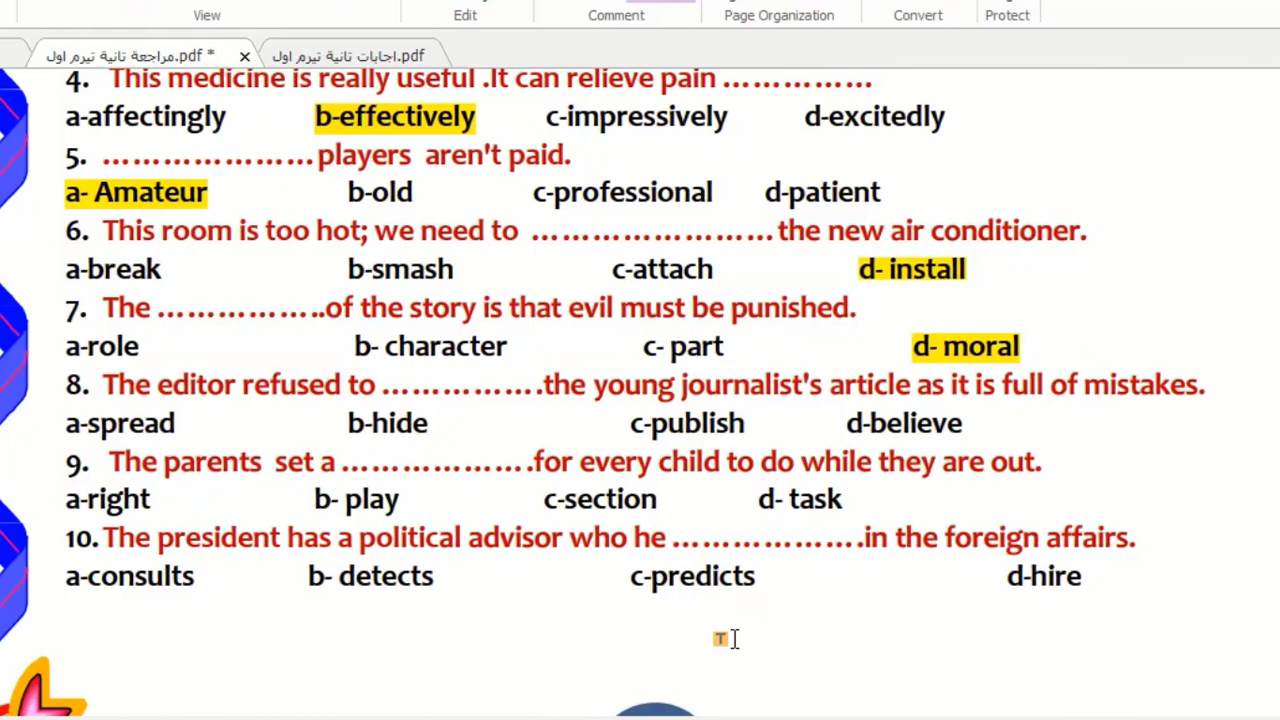 View Edit Comment Page Organization Convert Protect
مراجعة تانية تيرم اول.pdf * اجابات تانية تيرم اول.pdf
4. This medicine is really useful .It can relieve pain ……………
a-affectingly b-effectively c-impressively d-excitedly
5. …………………players aren't paid.
a- Amateur b-old c-professional d-patient
6. This room is too hot; we need to ……………………the new air conditioner.
a-break b-smash c-attach d- install
7. The ……………..of the story is that evil must be punished.
a-role b- character c- part d- moral
8. The editor refused to …………….the young journalist's article as it is full of mistakes.
a-spread b-hide c-publish d-believe
9. The parents set a ……………….for every child to do while they are out.
a-right b- play c-section d- task
10. The president has a political advisor who he ……………….in the foreign affairs.
a-consults b- detects c-predicts d-hire
T